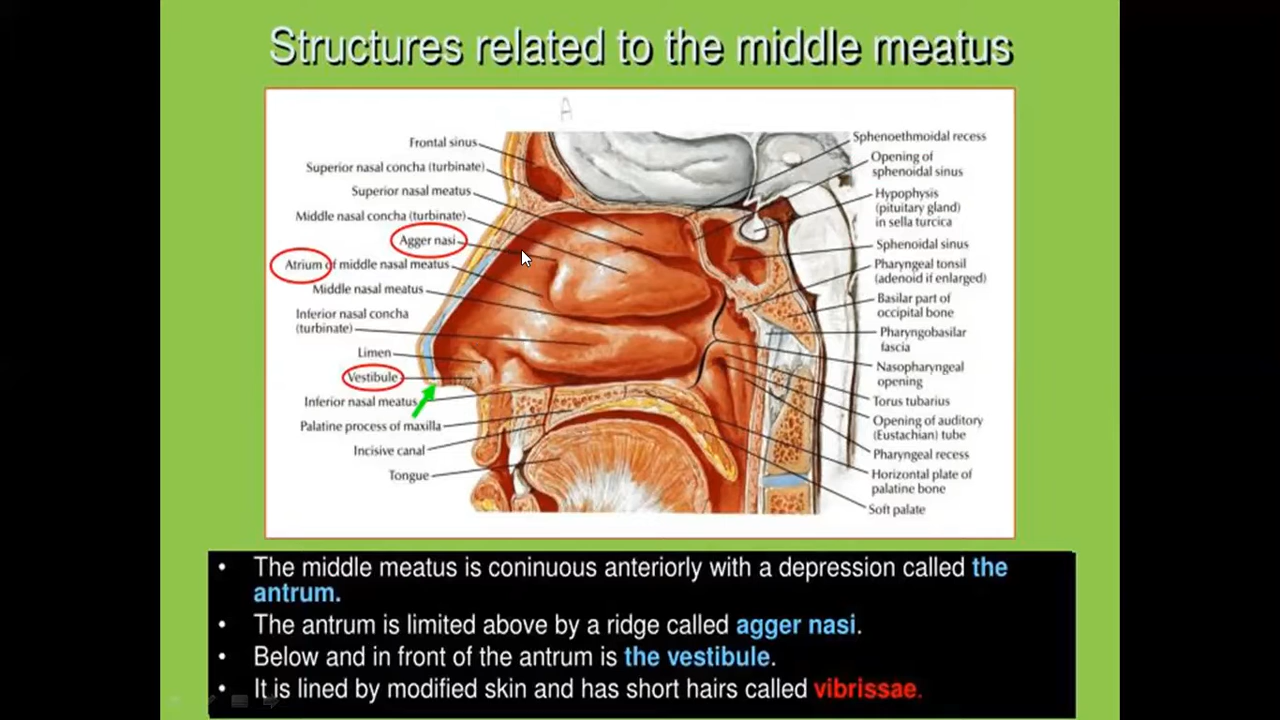 Structures related to the middle meatus
A
Frontal sinus
Superior nasal concha (turbinate)
Superior nasal meatus
Middle nasal concha (turbinate)
Agger nasi
Atrium of middle nasal meatus
Middle nasal meatus
Inferior nasal concha
(turbinate)
Limen
Vestibule
Inferior nasal meatus
Palatine process of maxilla
Incisive canal
Tongue
Sphenoethmoidal recess
Opening of
sphenoidal sinus
Hypophysis
(pituitary gland)
in sella turcica
Sphenoidal sinus
Pharyngeal tonsil
(adenoid if enlarged)
Basilar part of
occipital bone
Pharyngobasilar
fascia
Nasopharyngeal
opening
Torus tubarius
Opening of auditory
(Eustachian) tube
Pharyngeal recess
Horizontal plate of
palatine bone
Soft palate
• The middle meatus is coninuous anteriorly with a depression called the
antrum.
• The antrum is limited above by a ridge called agger nasi.
• Below and in front of the antrum is the vestibule.
• It is lined by modified skin and has short hairs called vibrissae.